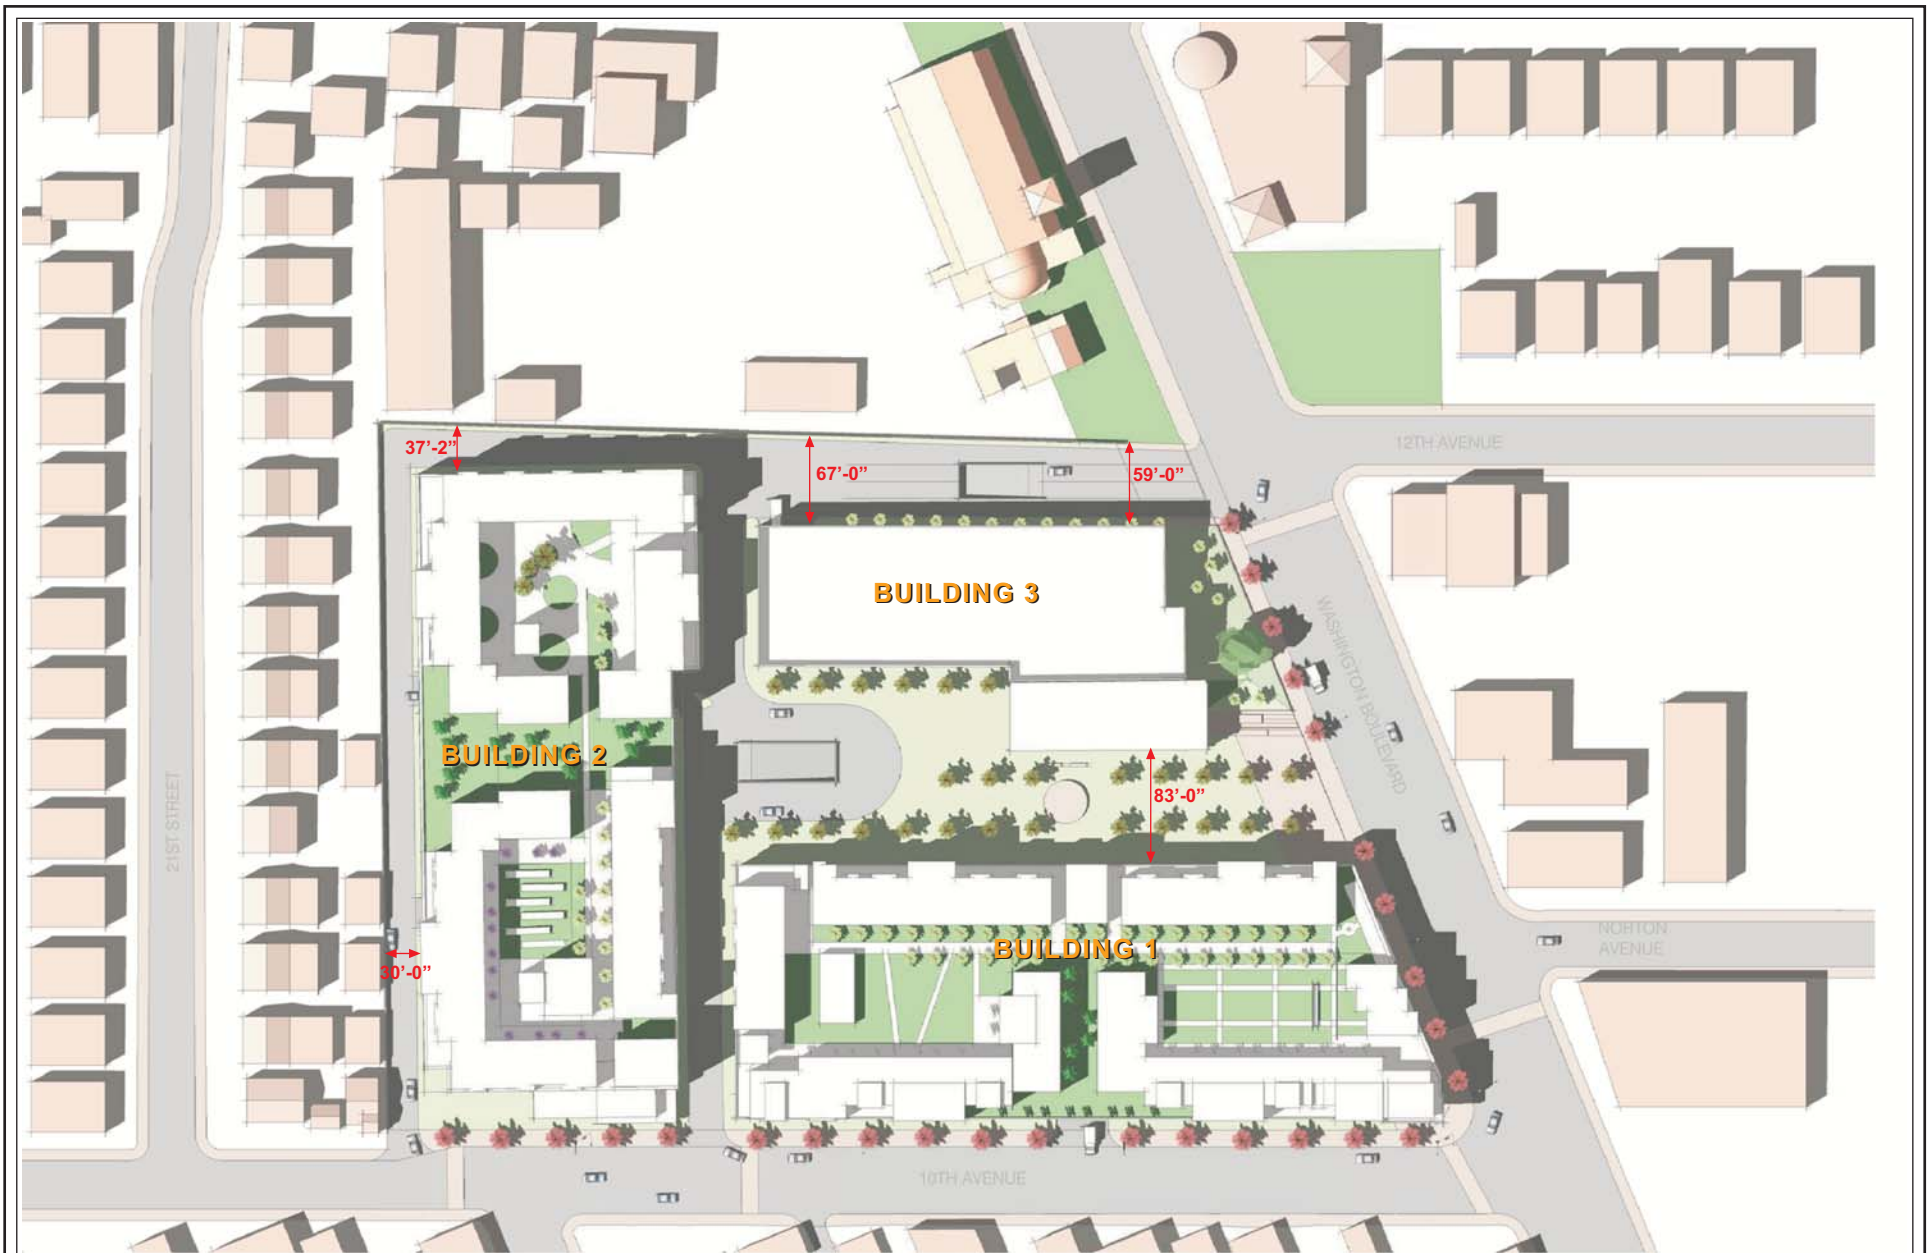 37’-2”
67’-0”
59’-0”
12TH AVENUE
BUILDING 3
WASHINGTON BOULEVARD
BUILDING 2
83’-0”
21ST STREET
BUILDING 1
NORTON
AVENUE
30’-0”
10TH AVENUE